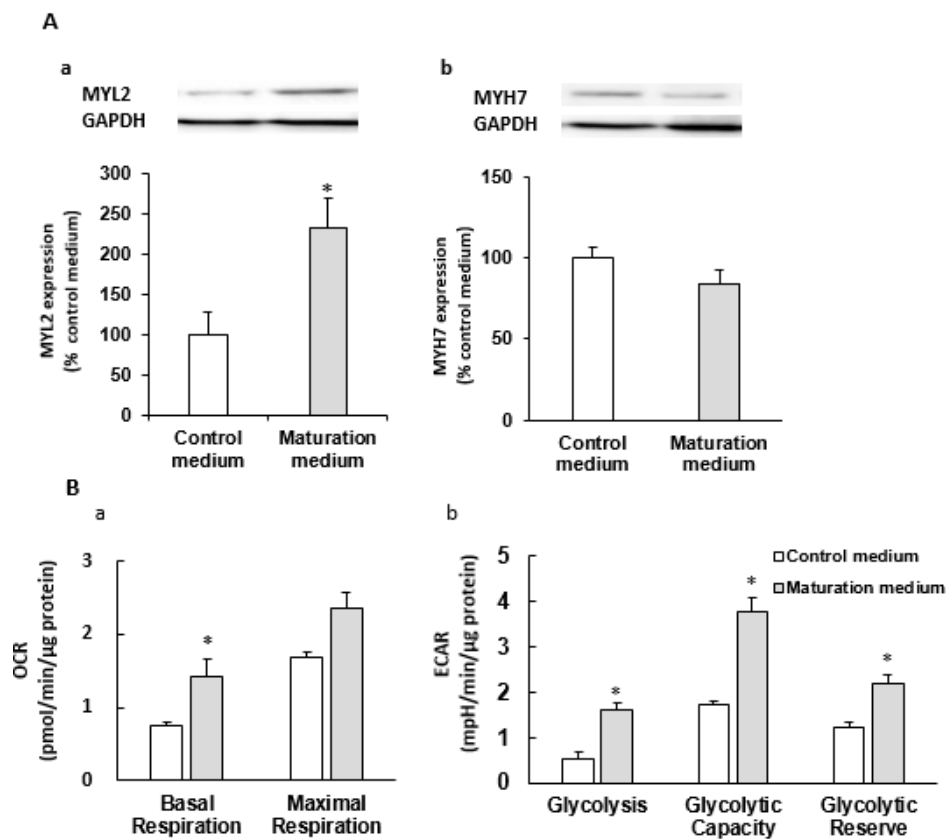 A
a
MYL2
GAPDH
MYL2 expression
(% control medium)
300
250
200
150
100
50
0
*
Control
medium
Maturation
medium
b
MYH7
GAPDH
MYH7 expression
(% control medium)
150
100
50
0
Control
medium
Maturation
medium
B
a
OCR
(pmol/min/µg protein)
3
2
1
0
*
Basal
Respiration
Maximal
Respiration
b
ECAR
(mpH/min/µg protein)
5
4
3
2
1
0
Control medium
Maturation medium
*
*
*
Glycolysis
Glycolytic
Capacity
Glycolytic
Reserve